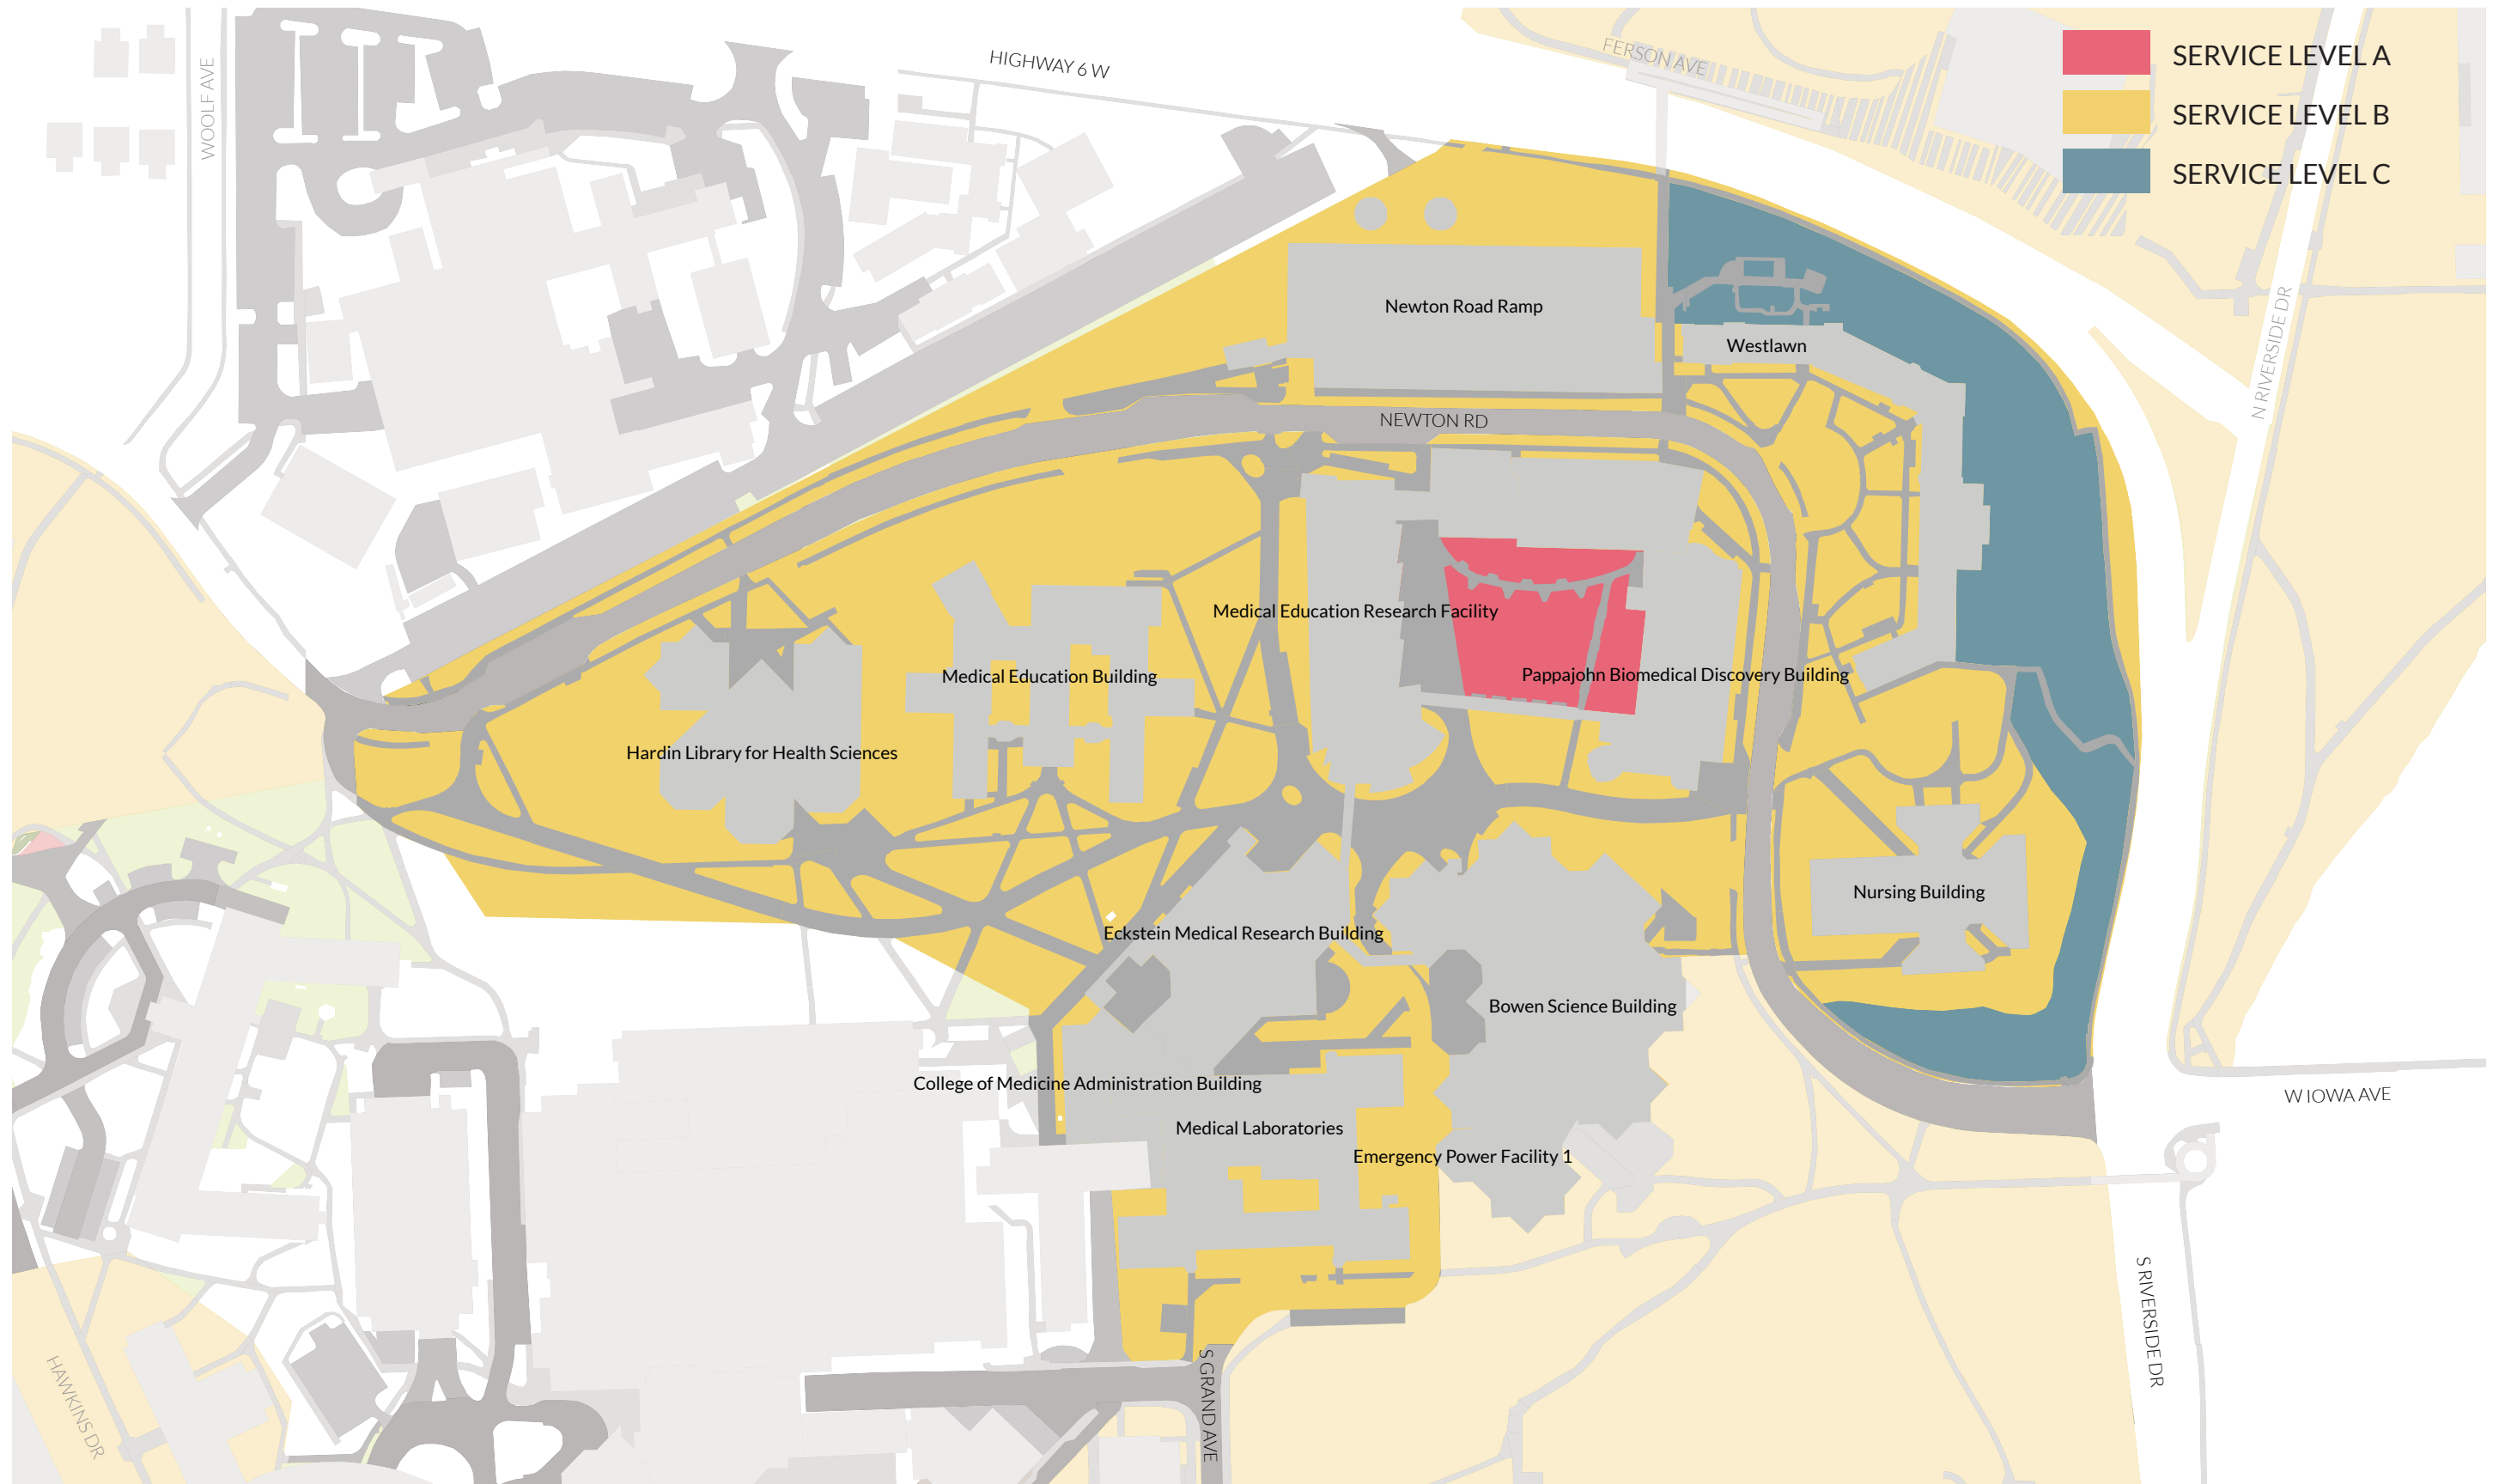 HIGHWAY 6 W
WOOLF AVE
FERSON AVE
SERVICE LEVEL A
SERVICE LEVEL B
SERVICE LEVEL C
N RIVERSIDE DR
Newton Road Ramp
Westlawn
NEWTON RD
Medical Education Research Facility
Pappajohn Biomedical Discovery Building
Medical Education Building
Hardin Library for Health Sciences
Nursing Building
Eckstein Medical Research Building
Bowen Science Building
College of Medicine Administration Building
W IOWA AVE
Medical Laboratories
Emergency Power Facility 1
S RIVERSIDE DR
HAWKINS DR
S GRAND AVE